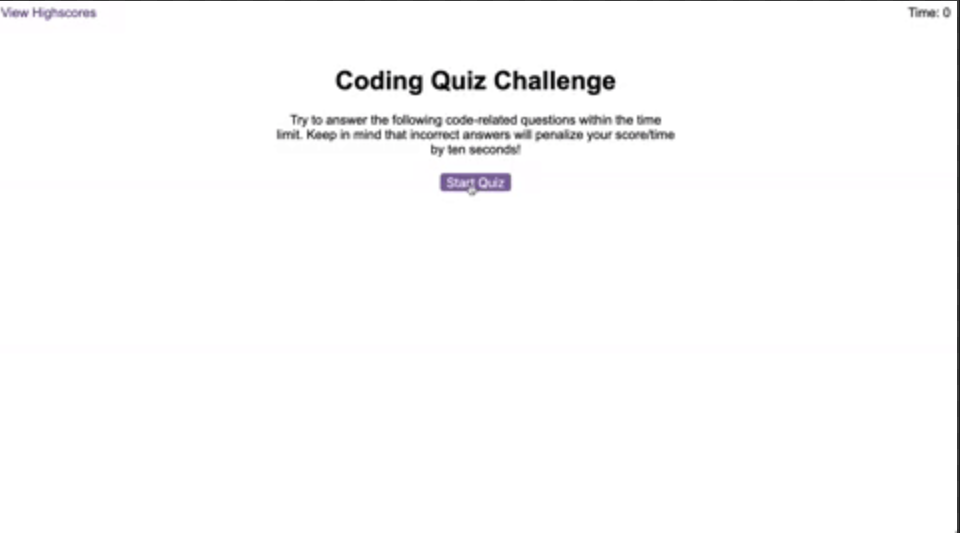 View Highscores
Time: 0
Coding Quiz Challenge
Try to answer the following code-related questions within the time
limit. Keep in mind that incorrect answers will penalize your score/time
by ten seconds!
Start Quiz